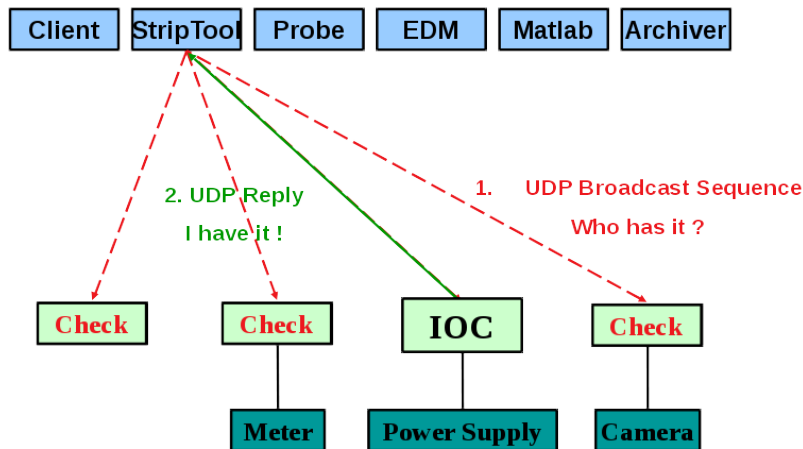 Client StripTool Probe EDM Matlab Archiver
1. UDP Broadcast Sequence
Who has it ?
2. UDP Reply
I have it !
Check Check IOC Check
Meter Power Supply Camera